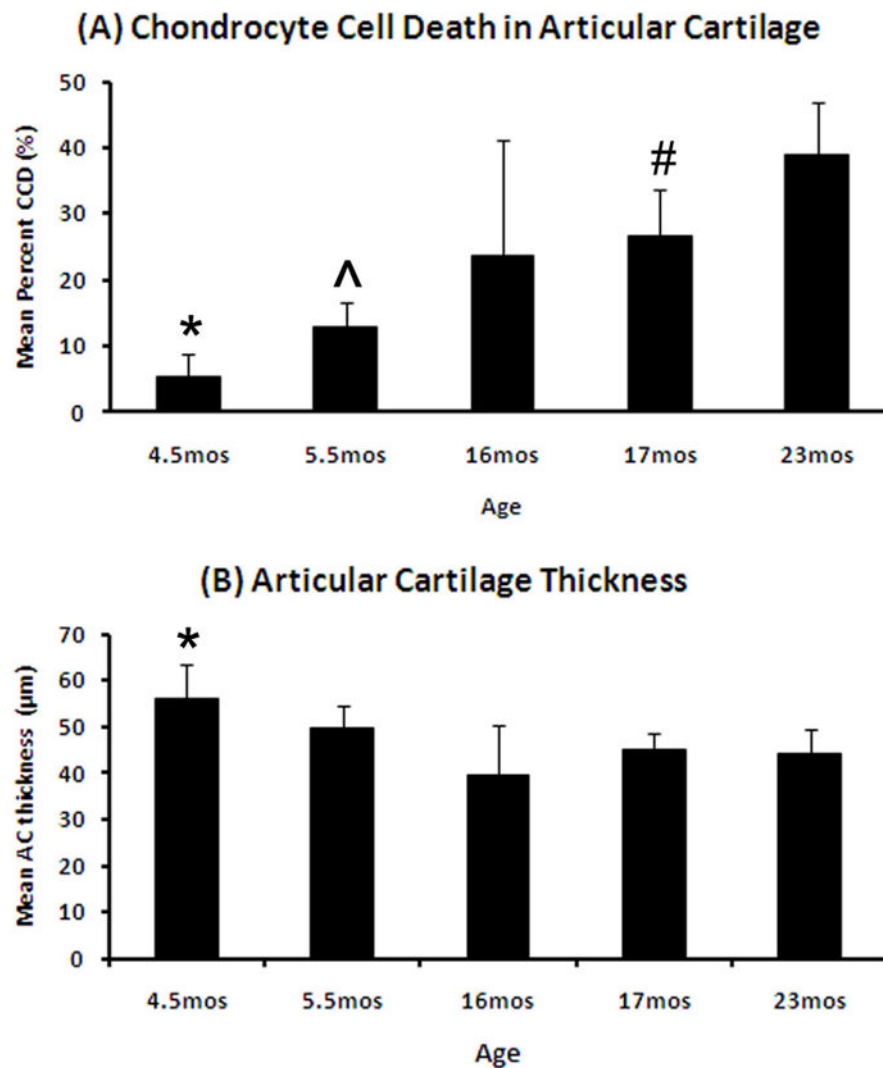 (A) Chondrocyte Cell Death in Articular Cartilage
Mean Percent CCD (%)
50
40
30
20
10
0
*
^
#
4.5mos 5.5mos 16mos 17mos 23mos
Age
(B) Articular Cartilage Thickness
Mean AC thickness (µm)
70
60
50
40
30
20
10
0
*
4.5mos 5.5mos 16mos 17mos 23mos
Age